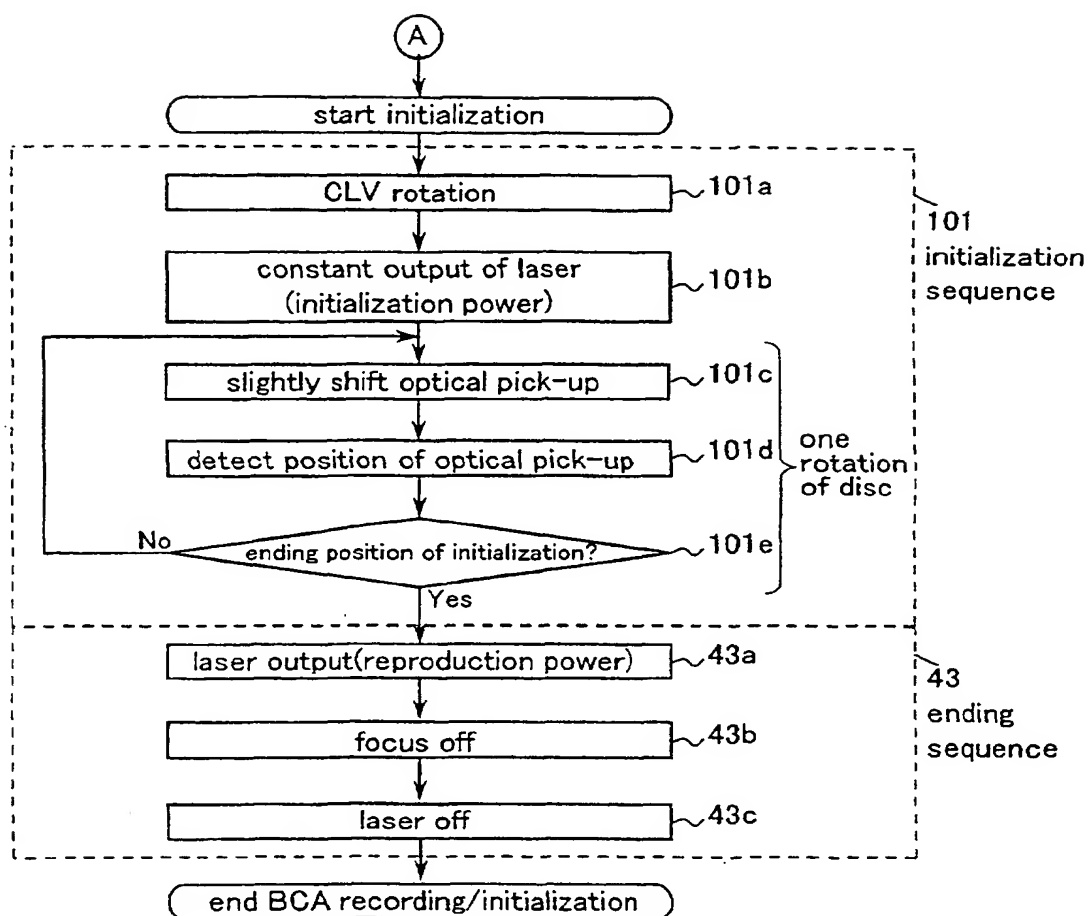 A
start initialization
CLV rotation
101a
101
initialization
sequence
constant output of laser
(initialization power)
101b
slightly shift optical pick-up
101c
detect position of optical pick-up
101d
one
rotation
of disc
No
ending position of initialization?
101e
Yes
laser output(reproduction power)
43a
43
ending
sequence
focus off
43b
laser off
43c
end BCA recording/initialization